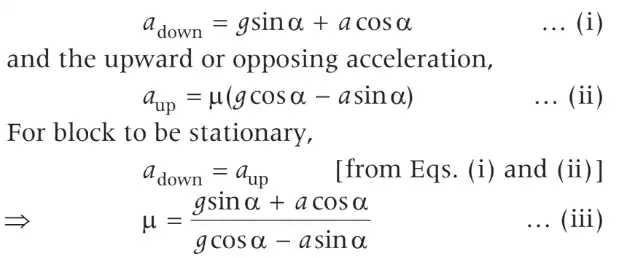 a_down = g sin α + a cos α … (i)
and the upward or opposing acceleration,
a_up = μ(g cos α − a sin α) … (ii)
For block to be stationary,
a_down = a_up [from Eqs. (i) and (ii)]
⇒ μ = (g sin α + a cos α) / (g cos α − a sin α) … (iii)